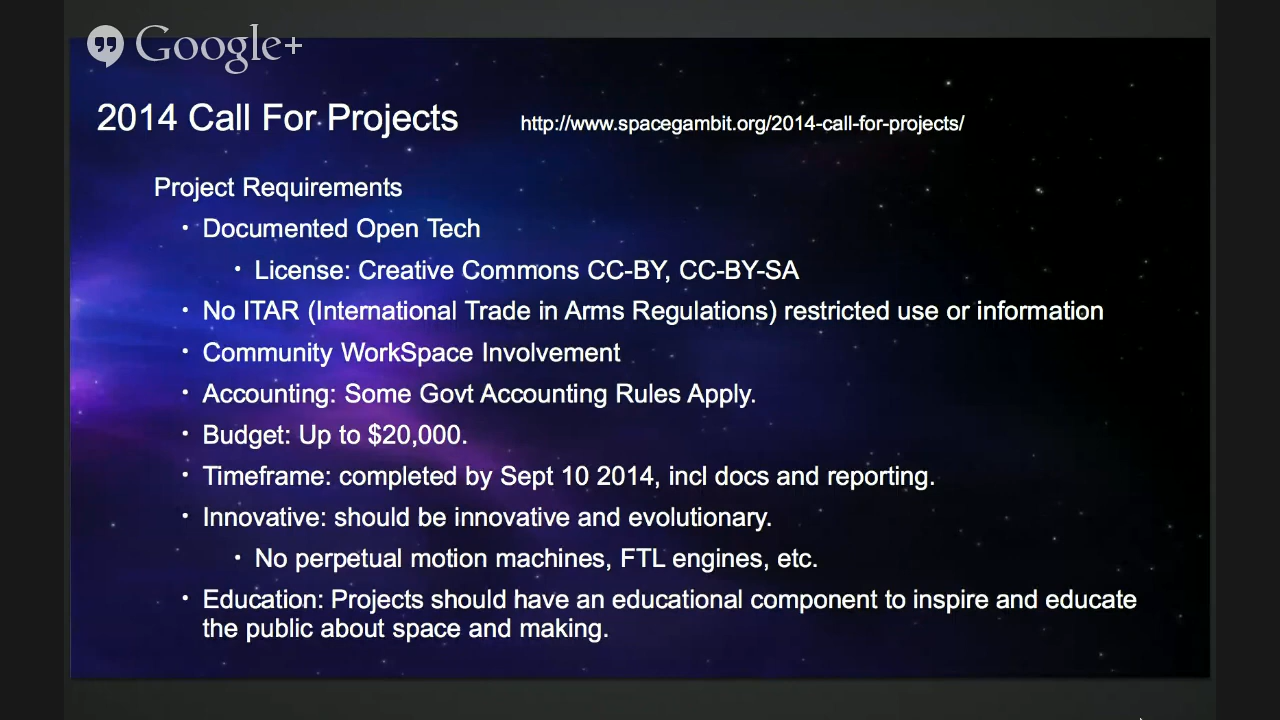 Google+
2014 Call For Projects http://www.spacegambit.org/2014-call-for-projects/
Project Requirements
• Documented Open Tech
• License: Creative Commons CC-BY, CC-BY-SA
• No ITAR (International Trade in Arms Regulations) restricted use or information
• Community WorkSpace Involvement
• Accounting: Some Govt Accounting Rules Apply.
• Budget: Up to $20,000.
• Timeframe: completed by Sept 10 2014, incl docs and reporting.
• Innovative: should be innovative and evolutionary.
• No perpetual motion machines, FTL engines, etc.
• Education: Projects should have an educational component to inspire and educate
the public about space and making.